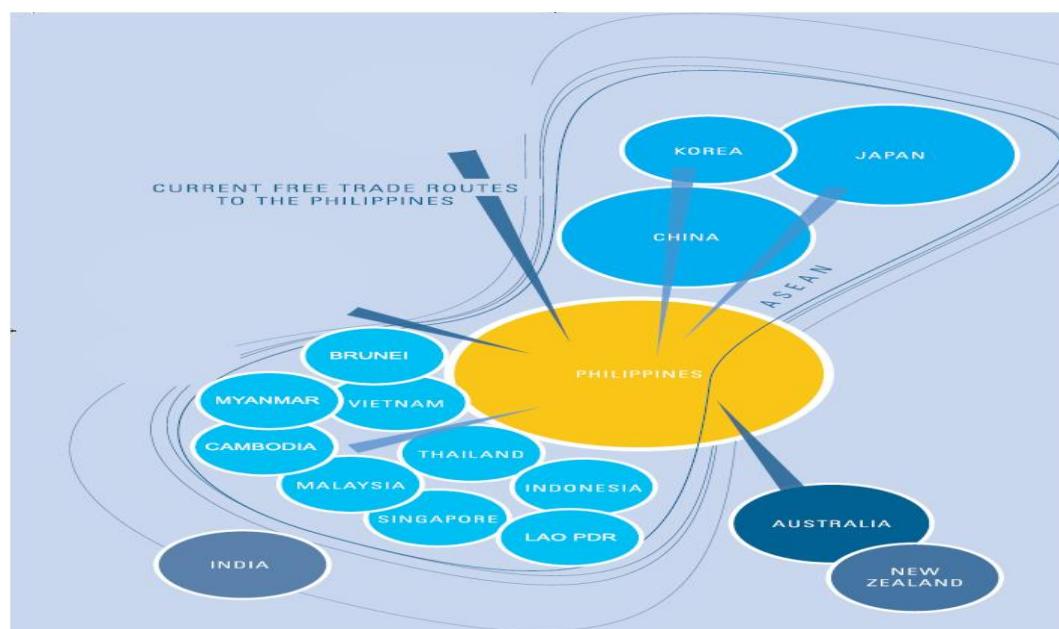 KOREA
JAPAN
CURRENT FREE TRADE ROUTES
TO THE PHILIPPINES
CHINA
ASEAN
BRUNEI
PHILIPPINES
MYANMAR
VIETNAM
CAMBODIA
THAILAND
MALAYSIA
INDONESIA
SINGAPORE
LAO PDR
AUSTRALIA
INDIA
NEW
ZEALAND